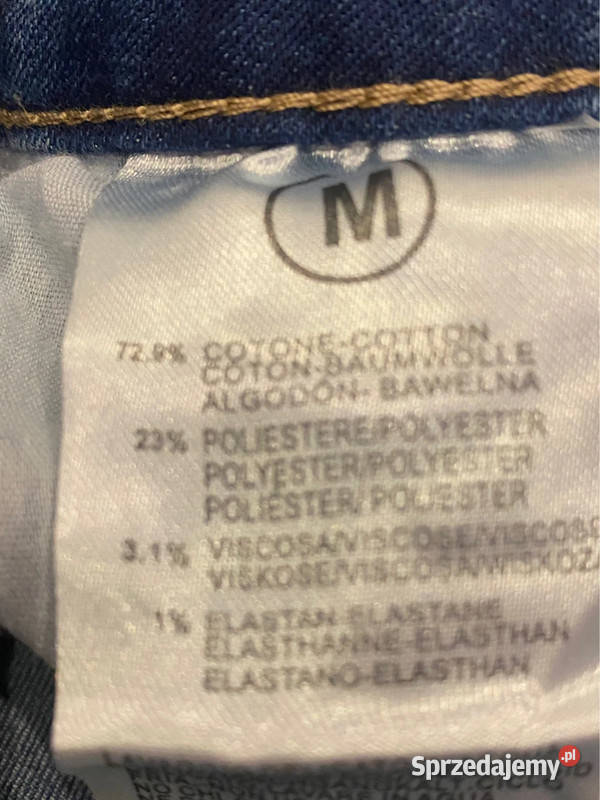 M
72.9% COTONE-COTTON
COTON-BAUMWOLLE
ALGODÓN- BAWELNA
23% POLIESTERE/POLYESTER
POLYESTER/POLYESTER
POLIÉSTER/POLIESTER
3.1% VISCOSA/VISCOSE/VISCOSE
VISKOSE/VISCOSA/WISKOZA
1% ELASTAN-ELASTANE
ELASTHANNE-ELASTHAN
ELASTANO-ELASTHAN
Sprzedajemy.pl